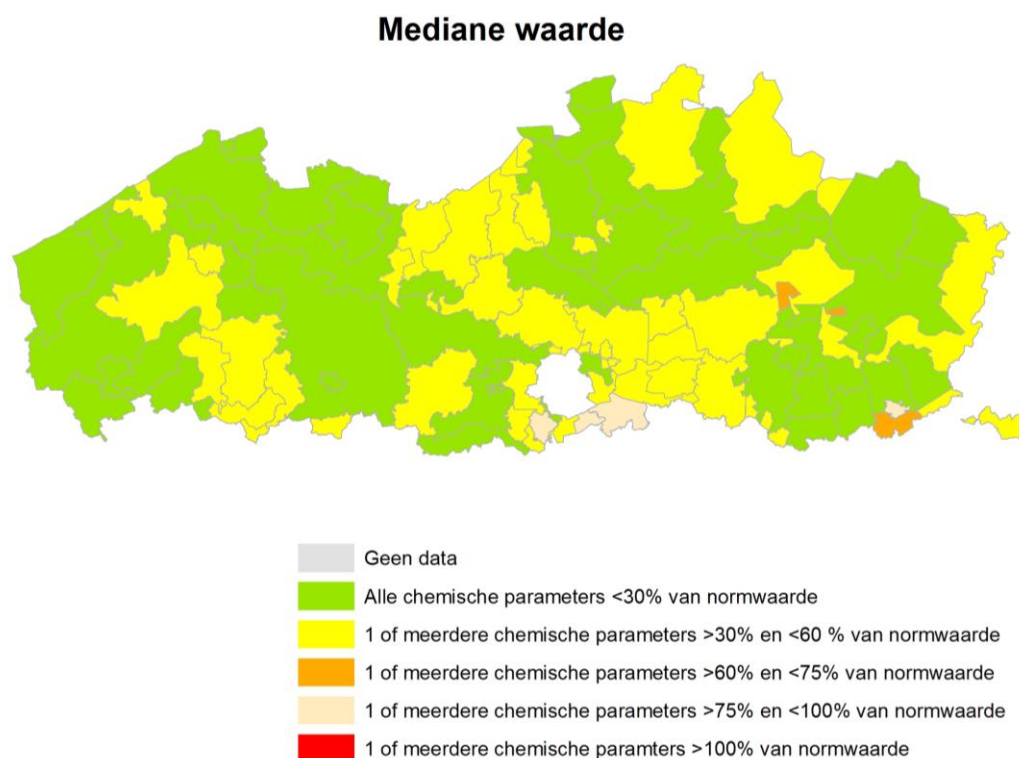 Mediane waarde
Geen data
Alle chemische parameters <30% van normwaarde
1 of meerdere chemische parameters >30% en <60 % van normwaarde
1 of meerdere chemische parameters >60% en <75% van normwaarde
1 of meerdere chemische parameters >75% en <100% van normwaarde
1 of meerdere chemische paramters >100% van normwaarde